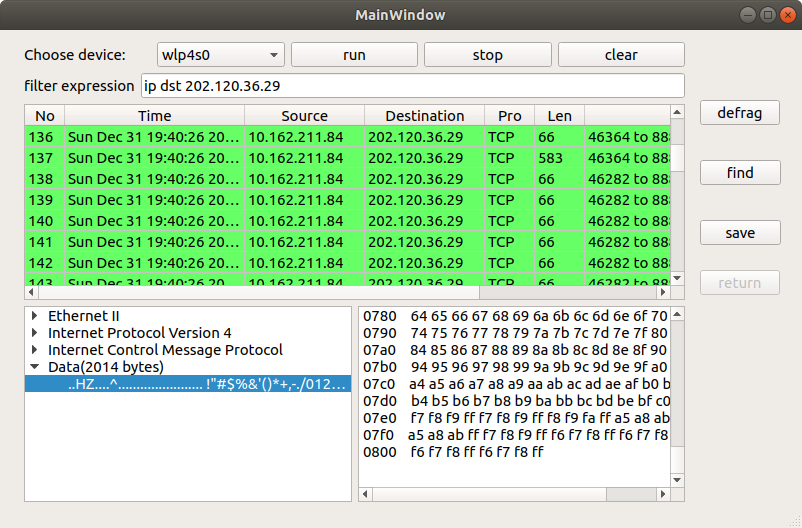 MainWindow
Choose device: wlp4s0 run stop clear
filter expression ip dst 202.120.36.29
No Time Source Destination Pro Len
136 Sun Dec 31 19:40:26 20... 10.162.211.84 202.120.36.29 TCP 66 46364 to 888
137 Sun Dec 31 19:40:26 20... 10.162.211.84 202.120.36.29 TCP 583 46364 to 888
138 Sun Dec 31 19:40:26 20... 10.162.211.84 202.120.36.29 TCP 66 46282 to 888
139 Sun Dec 31 19:40:26 20... 10.162.211.84 202.120.36.29 TCP 66 46282 to 888
140 Sun Dec 31 19:40:26 20... 10.162.211.84 202.120.36.29 TCP 66 46282 to 888
141 Sun Dec 31 19:40:26 20... 10.162.211.84 202.120.36.29 TCP 66 46282 to 888
142 Sun Dec 31 19:40:26 20... 10.162.211.84 202.120.36.29 TCP 66 46282 to 888
143 Sun Dec 31 19:40:26 20... 10.162.211.84 202.120.36.29 TCP 66 46282 to 888
defrag
find
save
return
Ethernet II
Internet Protocol Version 4
Internet Control Message Protocol
Data(2014 bytes)
..HZ....^....................... !"#$%&'()*+,-./012...
0780 64 65 66 67 68 69 6a 6b 6c 6d 6e 6f 70
0790 74 75 76 77 78 79 7a 7b 7c 7d 7e 7f 80
07a0 84 85 86 87 88 89 8a 8b 8c 8d 8e 8f 90
07b0 94 95 96 97 98 99 9a 9b 9c 9d 9e 9f a0
07c0 a4 a5 a6 a7 a8 a9 aa ab ac ad ae af b0 b
07d0 b4 b5 b6 b7 b8 b9 ba bb bc bd be bf c0
07e0 f7 f8 f9 ff f7 f8 f9 ff f8 f9 fa ff a5 a8 ab
07f0 a5 a8 ab ff f7 f8 f9 ff f6 f7 f8 ff f6 f7 f8
0800 f6 f7 f8 ff f6 f7 f8 ff